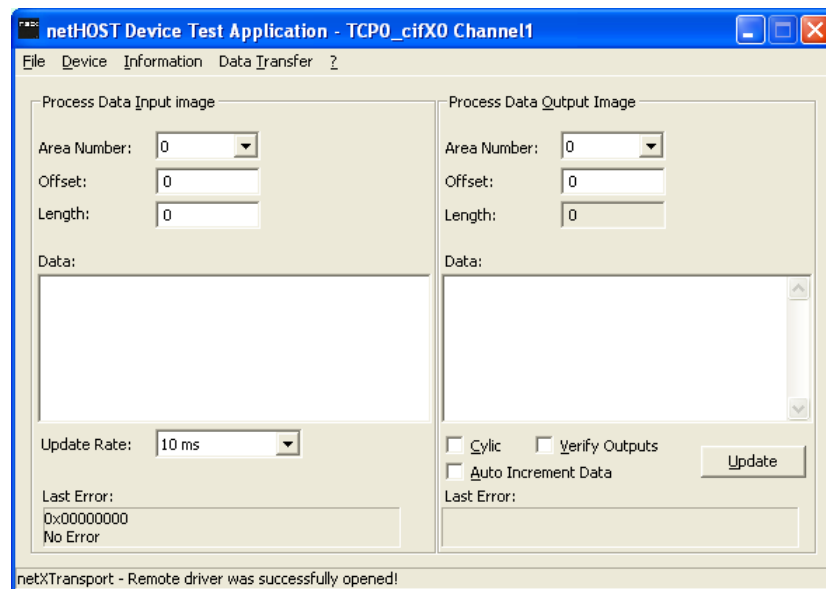 netHOST Device Test Application - TCP0_cifX0 Channel1
File Device Information Data Transfer ?
Process Data Input image
Area Number: 0
Offset: 0
Length: 0
Data:
Update Rate: 10 ms
Last Error:
0x00000000
No Error
Process Data Output Image
Area Number: 0
Offset: 0
Length: 0
Data:
Cylic Verify Outputs
Auto Increment Data
Update
Last Error:
netXTransport - Remote driver was successfully opened!